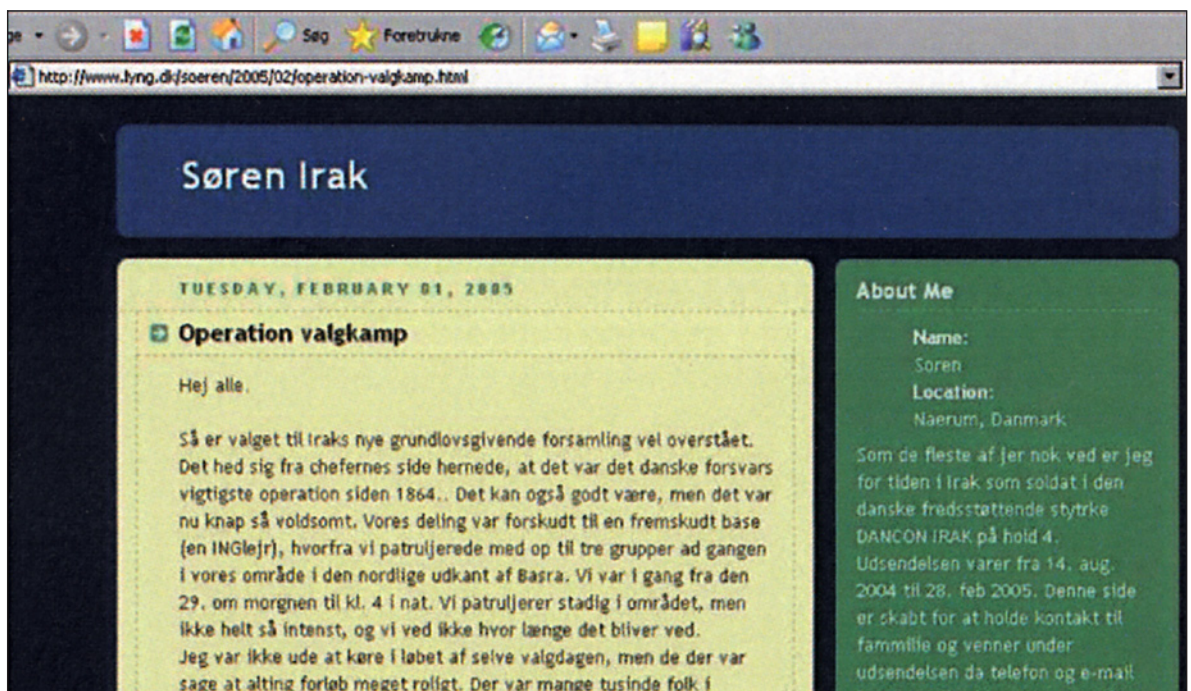 ge
Søg
Foretrukne
http://www.lyng.dk/soeren/2005/02/operation-valgkamp.html
Søren Irak
TUESDAY, FEBRUARY 01, 2005
Operation valgkamp
Hej alle.
Så er valget til Iraks nye grundlovsgivende forsamling vel overstået.
Det hed sig fra chefernes side hernede, at det var det danske forsvars
vigtigste operation siden 1864.. Det kan også godt være, men det var
nu knap så voldsomt. Vores deling var forskudt til en fremskudt base
(en INGlejr), hvorfra vi patruljerede med op til tre grupper ad gangen
i vores område i den nordlige udkant af Basra. Vi var i gang fra den
29. om morgnen til kl. 4 i nat. Vi patruljerer stadig i området, men
ikke helt så intenst, og vi ved ikke hvor længe det bliver ved.
Jeg var ikke ude at køre i løbet af selve valgdagen, men de der var
sagde at alting forløb meget roligt. Der var mange tusinde folk i
About Me
Name:
Soren
Location:
Naerum, Danmark
Som de fleste af jer nok ved er jeg
for tiden i Irak som soldat i den
danske fredsstøttende styrke
DANCON IRAK på hold 4.
Udsendelsen varer fra 14. aug.
2004 til 28. feb 2005. Denne side
er skabt for at holde kontakt til
fammilie og venner under
udsendelsen da telefon og e-mail